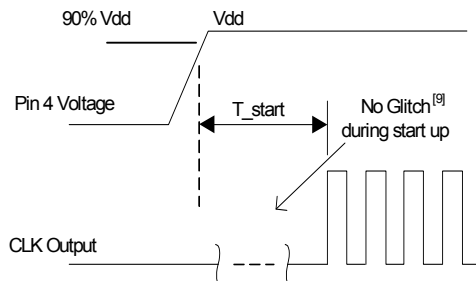 90% Vdd
Vdd
Pin 4 Voltage
T_start
No Glitch [9]
during start up
CLK Output